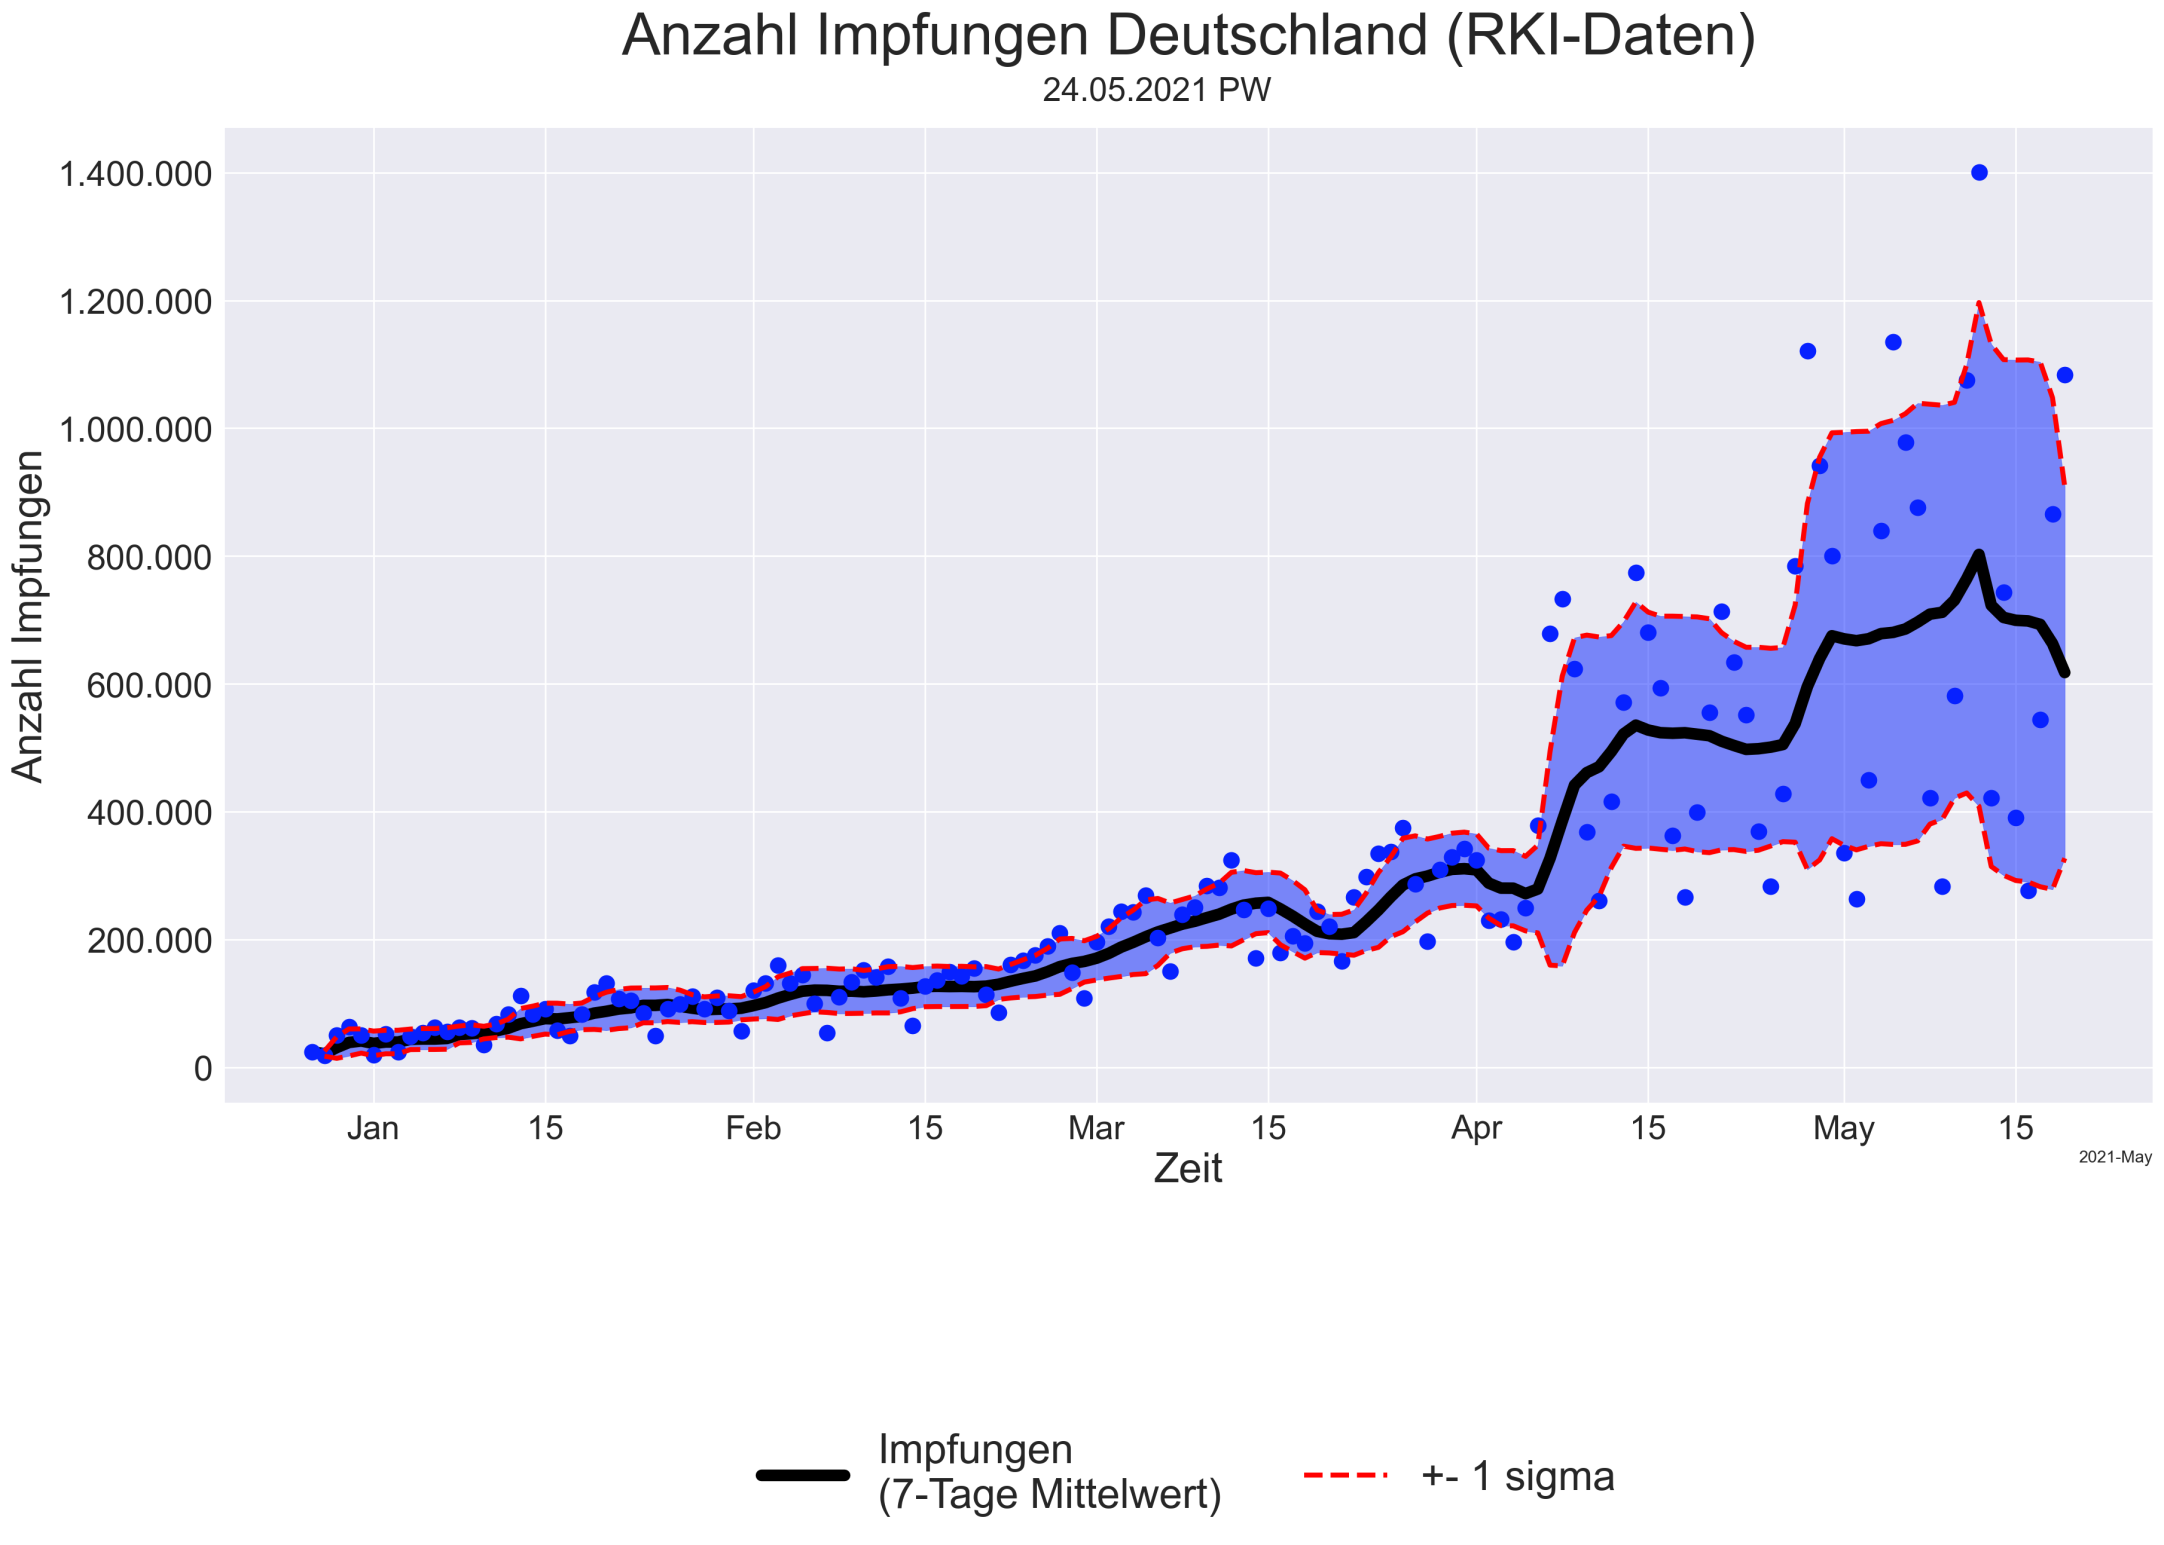 Anzahl Impfungen Deutschland (RKI-Daten)
24.05.2021 PW
Anzahl Impfungen
1.400.000
1.200.000
1.000.000
800.000
600.000
400.000
200.000
0
Jan 15 Feb 15 Mar 15 Apr 15 May 15
Zeit
2021-May
Impfungen
(7-Tage Mittelwert)
+- 1 sigma